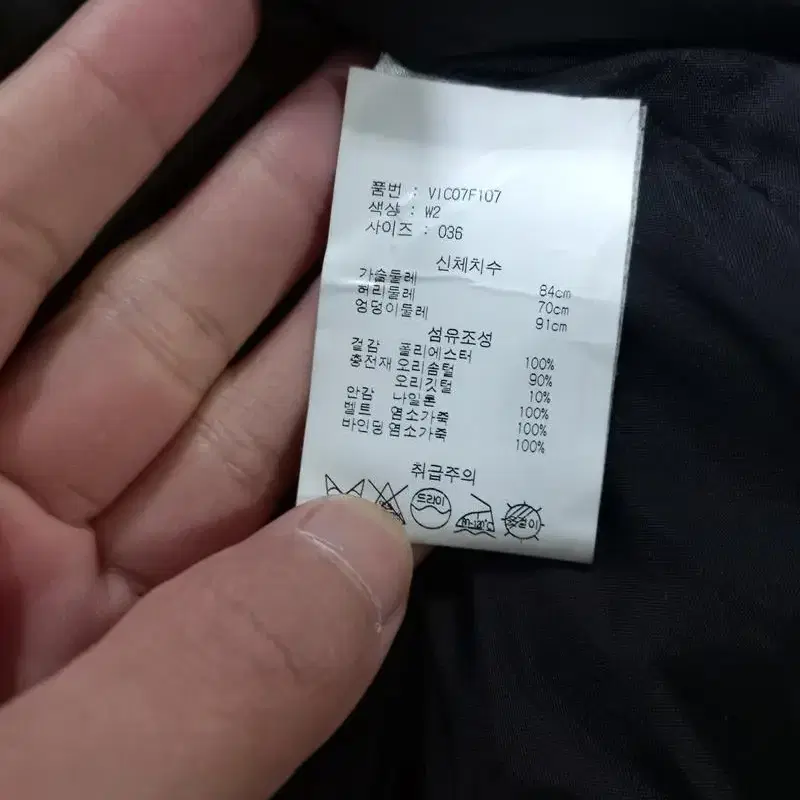 품번 : VIC07F107
색상 : W2
사이즈 : 036
신체치수
가슴둘레 84cm
허리둘레 70cm
엉덩이둘레 91cm
섬유조성
겉감 폴리에스터 100%
충전재 오리솜털 90%
오리깃털 10%
안감 나일론 100%
벨트 염소가죽 100%
바인딩 염소가죽 100%
취급주의
드라이